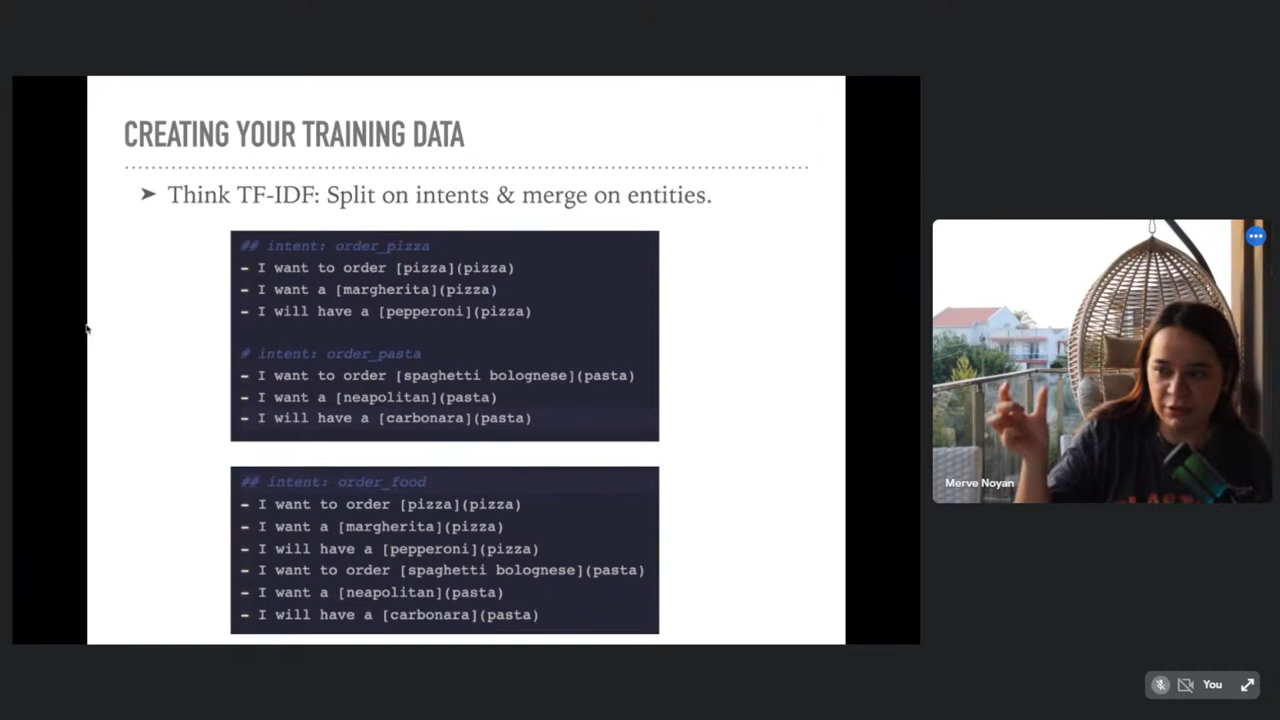 CREATING YOUR TRAINING DATA
➤ Think TF-IDF: Split on intents & merge on entities.
## intent: order_pizza
- I want to order [pizza](pizza)
- I want a [margherita](pizza)
- I will have a [pepperoni](pizza)
# intent: order_pasta
- I want to order [spaghetti bolognese](pasta)
- I want a [neapolitan](pasta)
- I will have a [carbonara](pasta)
## intent: order_food
- I want to order [pizza](pizza)
- I want a [margherita](pizza)
- I will have a [pepperoni](pizza)
- I want to order [spaghetti bolognese](pasta)
- I want a [neapolitan](pasta)
- I will have a [carbonara](pasta)
Merve Noyan
You